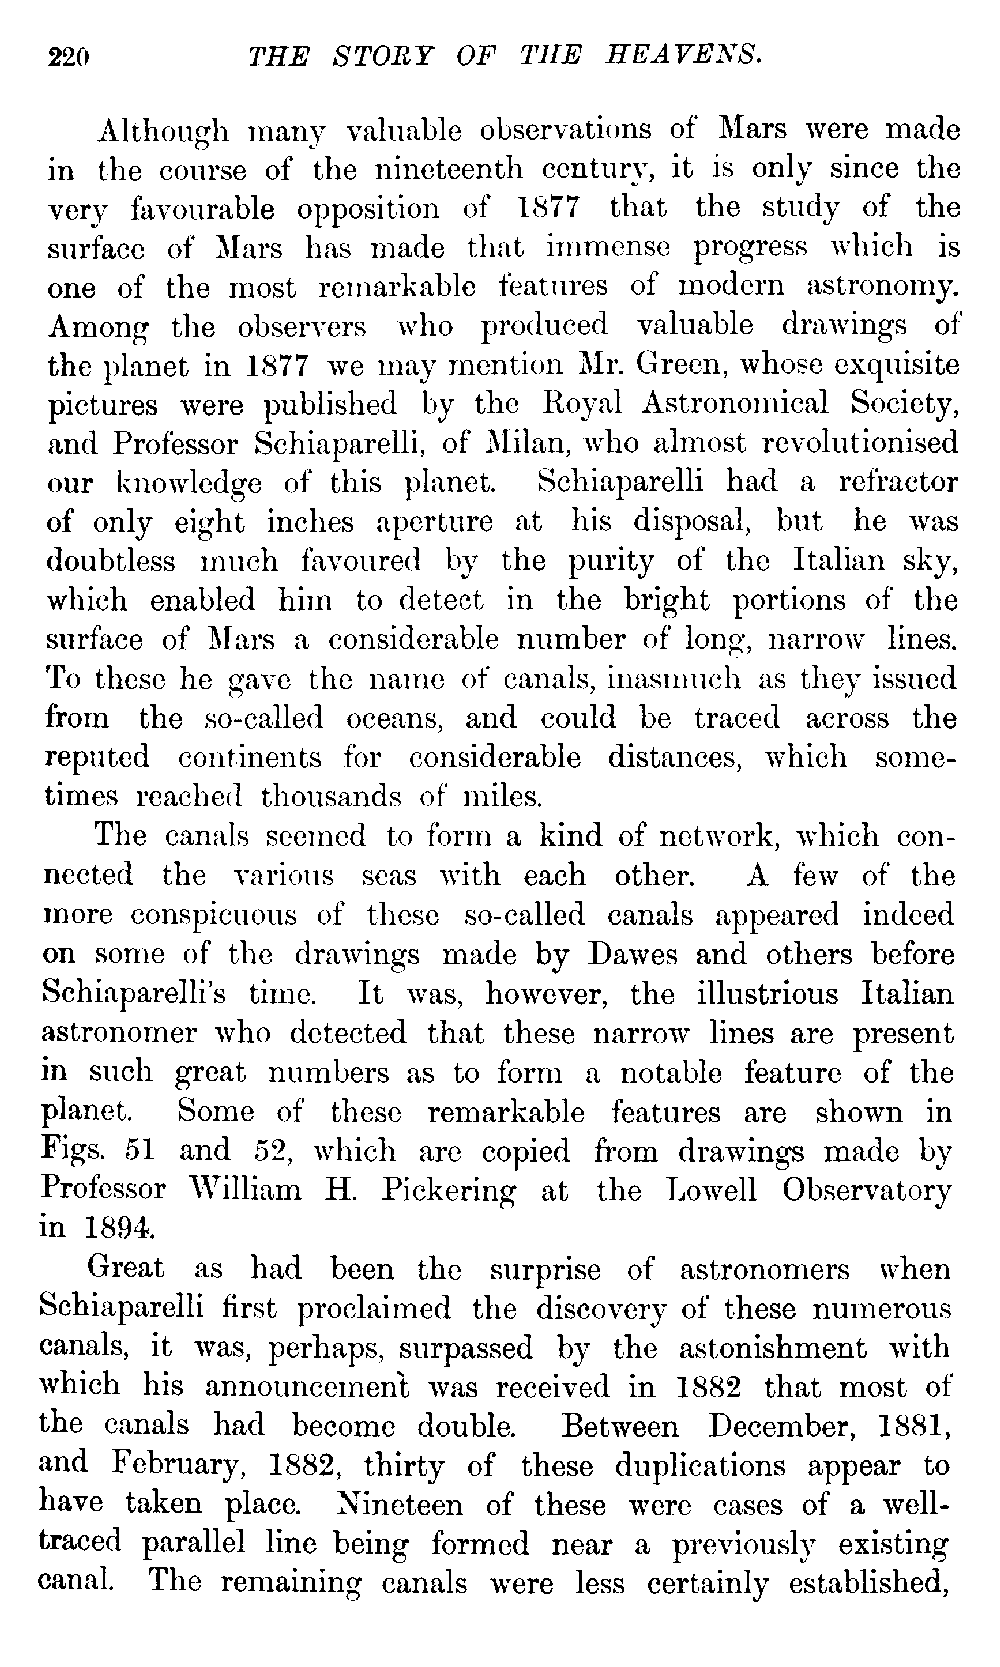 220 THE STORY OF THE HEAVENS.
Although many valuable observations of Mars were made
in the course of the nineteenth century, it is only since the
very favourable opposition of 1877 that the study of the
surface of Mars has made that immense progress which is
one of the most remarkable features of modern astronomy.
Among the observers who produced valuable drawings of
the planet in 1877 we may mention Mr. Green, whose exquisite
pictures were published by the Royal Astronomical Society,
and Professor Schiaparelli, of Milan, who almost revolutionised
our knowledge of this planet. Schiaparelli had a refractor
of only eight inches aperture at his disposal, but he was
doubtless much favoured by the purity of the Italian sky,
which enabled him to detect in the bright portions of the
surface of Mars a considerable number of long, narrow lines.
To these he gave the name of canals, inasmuch as they issued
from the so-called oceans, and could be traced across the
reputed continents for considerable distances, which some-
times reached thousands of miles.
The canals seemed to form a kind of network, which con-
nected the various seas with each other. A few of the
more conspicuous of these so-called canals appeared indeed
on some of the drawings made by Dawes and others before
Schiaparelli's time. It was, however, the illustrious Italian
astronomer who detected that these narrow lines are present
in such great numbers as to form a notable feature of the
planet. Some of these remarkable features are shown in
Figs. 51 and 52, which are copied from drawings made by
Professor William H. Pickering at the Lowell Observatory
in 1894.
Great as had been the surprise of astronomers when
Schiaparelli first proclaimed the discovery of these numerous
canals, it was, perhaps, surpassed by the astonishment with
which his announcement was received in 1882 that most of
the canals had become double. Between December, 1881,
and February, 1882, thirty of these duplications appear to
have taken place. Nineteen of these were cases of a well-
traced parallel line being formed near a previously existing
canal. The remaining canals were less certainly established,